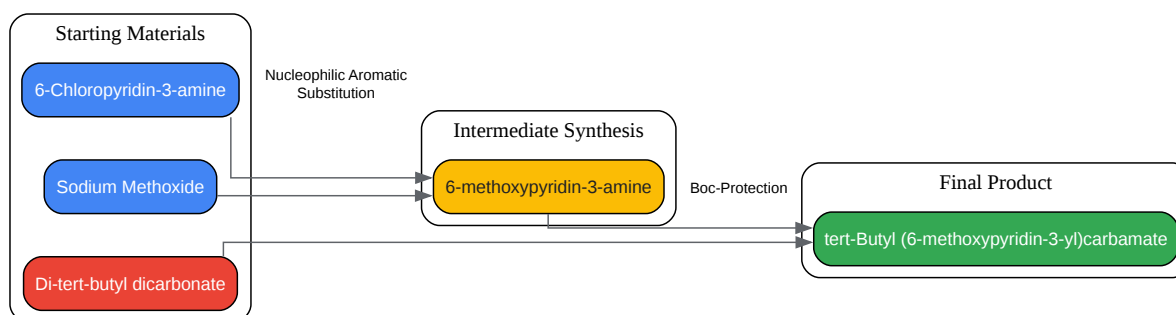 Starting Materials
6-Chloropyridin-3-amine
Sodium Methoxide
Di-tert-butyl dicarbonate
Nucleophilic Aromatic
Substitution
Intermediate Synthesis
6-methoxypyridin-3-amine
Boc-Protection
Final Product
tert-Butyl (6-methoxypyridin-3-yl)carbamate